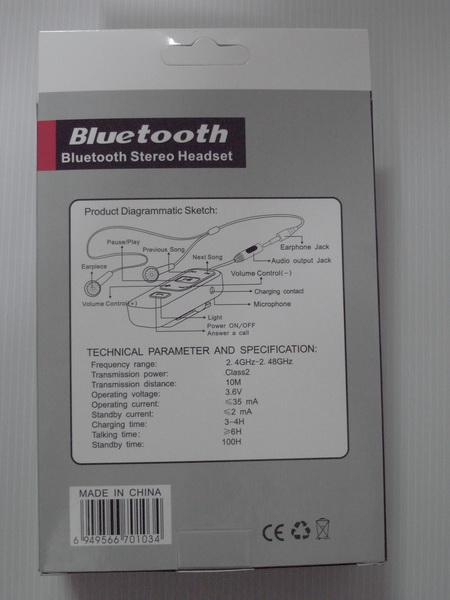 Bluetooth
Bluetooth Stereo Headset
Product Diagrammatic Sketch:
Pause/Play
Previous Song
Next Song
Earphone Jack
Audio output Jack
Earpiece
Volume Control(-)
Charging contact
Volume Control(+)
Microphone
Light
Power ON/OFF
Answer a call
TECHNICAL PARAMETER AND SPECIFICATION:
Frequency range: 2. 4GHz-2. 48GHz
Transmission power: Class2
Transmission distance: 10M
Operating voltage: 3.6V
Operating current: ≤35 mA
Standby current: ≤2 mA
Charging time: 3-4H
Talking time: ≥6H
Standby time: 100H
MADE IN CHINA
6 949566 701034
CE